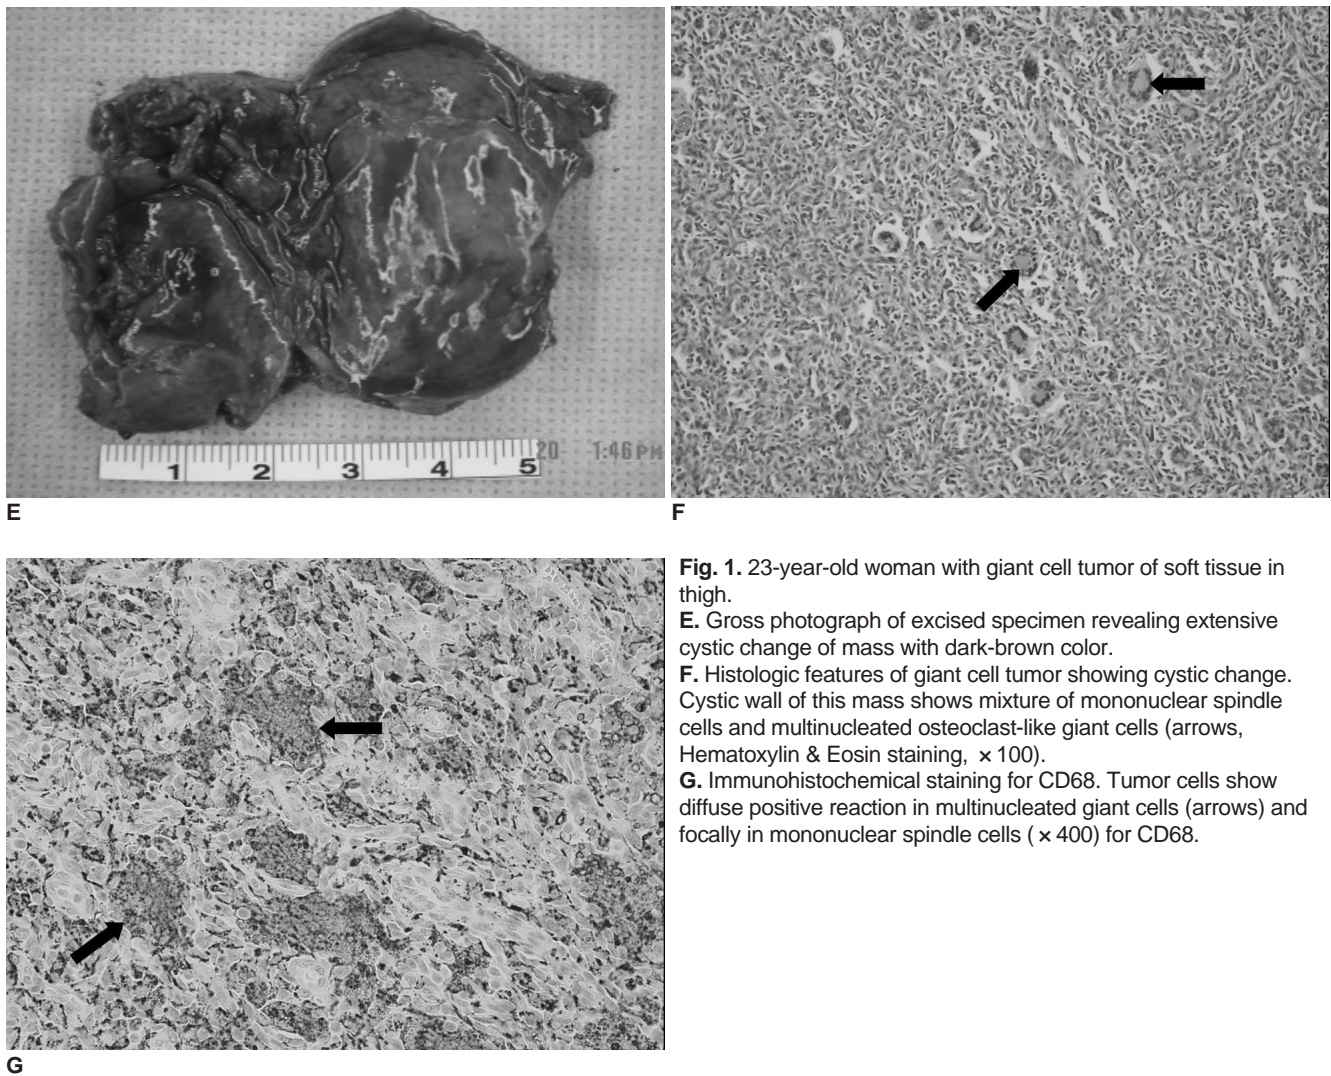 1 2 3 4 5
20 1:46 PM
E
F
G
Fig. 1. 23-year-old woman with giant cell tumor of soft tissue in
thigh.
E. Gross photograph of excised specimen revealing extensive
cystic change of mass with dark-brown color.
F. Histologic features of giant cell tumor showing cystic change.
Cystic wall of this mass shows mixture of mononuclear spindle
cells and multinucleated osteoclast-like giant cells (arrows,
Hematoxylin & Eosin staining, × 100).
G. Immunohistochemical staining for CD68. Tumor cells show
diffuse positive reaction in multinucleated giant cells (arrows) and
focally in mononuclear spindle cells ( × 400) for CD68.